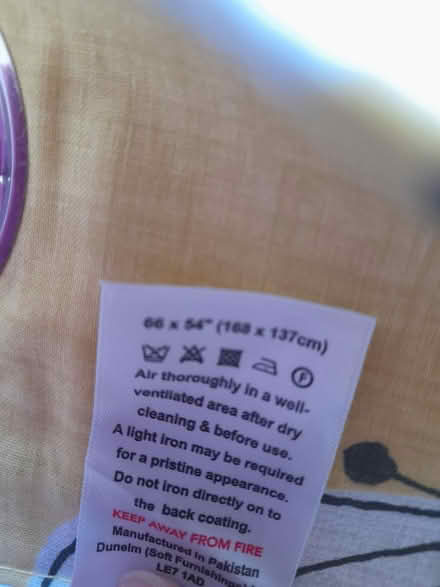 66 x 54" (168 x 137cm)
F
Air thoroughly in a well-
ventilated area after dry
cleaning & before use.
A light iron may be required
for a pristine appearance.
Do not iron directly on to
the back coating.
KEEP AWAY FROM FIRE
Manufactured in Pakistan
Dunelm (Soft Furnishings)
LE7 1AD